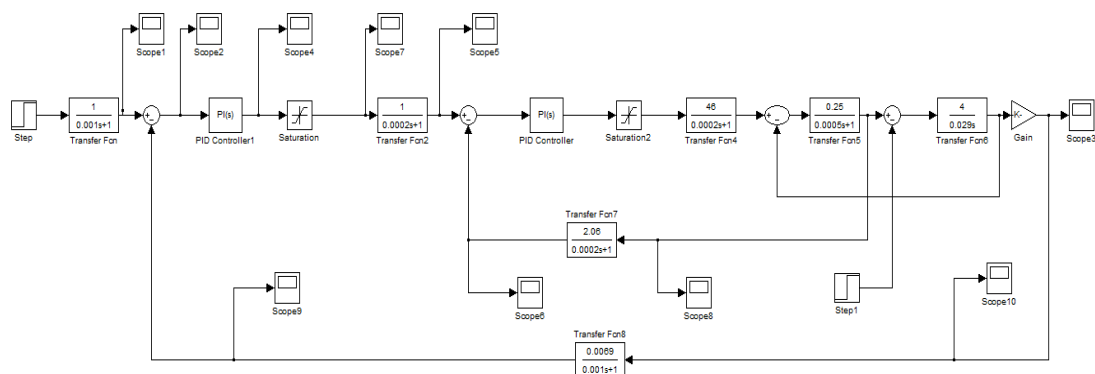 Scope1
Scope2
Scope4
Scope7
Scope5
Step
1
0.001s+1
Transfer Fcn
PI(s)
PID Controller1
Saturation
1
0.0002s+1
Transfer Fcn2
PI(s)
PID Controller
Saturation2
46
0.0002s+1
Transfer Fcn4
0.25
0.0005s+1
Transfer Fcn5
4
0.029s
Transfer Fcn6
-K-
Gain
Scope3
Transfer Fcn7
2.06
0.0002s+1
Scope9
Scope6
Scope8
Step1
Scope10
Transfer Fcn8
0.0069
0.001s+1